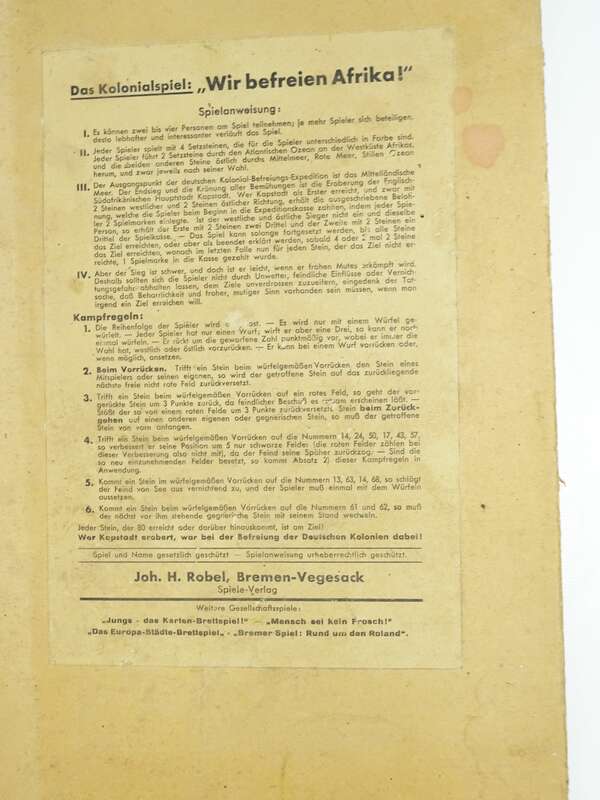 Das Kolonialspiel: „Wir befreien Afrika!"
Spielanweisung:
I. Es können zwei bis vier Personen am Spiel teilnehmen; je mehr Spieler sich beteiligen,
desto lebhafter und interessanter verläuft das Spiel.
II. Jeder Spieler spielt mit 4 Setzsteinen, die für die Spieler unterschiedlich in Farbe sind.
Jeder Spieler führt 2 Setzsteine durch den Atlantischen Ozean an der Westküste Afrikas,
und die beiden anderen Steine östlich durchs Mittelmeer, Rote Meer, Stillen Ozean
herum, und zwar jeweils nach seiner Wahl.
III. Der Ausgangspunkt der deutschen Kolonial-Befreiungs-Expedition ist das Mittelländische
Meer. Der Endsieg und die Krönung aller Bemühungen ist die Eroberung der Englisch-
Südafrikanischen Hauptstadt Kapstadt. Wer Kapstadt als Erster erreicht, und zwar mit
2 Steinen westlicher und 2 Steinen östlicher Richtung, erhält die ausgeschriebene Beloh-
nung, welche die Spieler beim Beginn in die Expeditionskasse zahlten, indem jeder Spie-
ler 2 Spielmarken einlegte. Ist der westliche und östliche Sieger nicht ein und dieselbe
Person, so erhält der Erste mit 2 Steinen zwei Drittel und der Zweite mit 2 Steinen ein
Drittel der Spielkasse. — Das Spiel kann solange fortgesetzt werden, bis alle Steine
das Ziel erreichten, oder aber als beendet erklärt werden, sobald 4 oder 2 mal 2 Steine
das Ziel erreichten, wonach im letzten Falle nun für jeden Stein, der das Ziel nicht er-
reichte, 1 Spielmarke in die Kasse gezahlt wurde.
IV. Aber der Sieg ist schwer, und doch ist er leicht, wenn er frohen Mutes erkämpft wird.
Deshalb sollten sich die Spieler nicht durch Unwetter, feindliche Einflüsse oder Vernich-
tungsgefahr abhalten lassen, dem Ziele unverdrossen zuzueifern, eingedenk der Tat-
sache, daß Beharrlichkeit und froher, mutiger Sinn vorhanden sein müssen, wenn man
irgend ein Ziel erreichen will.
Kampfregeln:
1. Die Reihenfolge der Spieler wird — Es wird nur mit einem Würfel ge-
würfelt. — Jeder Spieler hat nur einen Wurf; wirft er aber eine Drei, so kann er noch
einmal würfeln. — Er rückt um die geworfene Zahl punktmäßig vor, wobei er immer die
Wahl hat, westlich oder östlich vorzurücken. — Er kann bei einem Wurf vorrücken oder,
wenn möglich, ansetzen.
2. Beim Vorrücken. Trifft ein Stein beim würfelgemäßen Vorrücken den Stein eines
Mitspielers oder seinen eigenen, so wird der getroffene Stein auf das zurückliegende
nächste freie nicht rote Feld zurückversetzt.
3. Trifft ein Stein beim würfelgemäßen Vorrücken auf ein rotes Feld, so geht der vor-
gerückte Stein um 3 Punkte zurück, da feindlicher Beschuß es ratsam erscheinen läßt. —
Stößt der so von einem roten Felde um 3 Punkte zurückversetzte Stein beim Zurück-
gehen auf einen anderen eigenen oder gegnerischen Stein, so muß der getroffene
Stein von vorn anfangen.
4. Trifft ein Stein beim würfelgemäßen Vorrücken auf die Nummern 14, 24, 50, 17, 43, 57,
so verbessert er seine Position um 5 nur schwarze Felder (die roten Felder zählen bei
dieser Verbesserung also nicht mit), da der Feind seine Späher zurückzog. — Sind die
so neu einzunehmenden Felder besetzt, so kommt Absatz 2) dieser Kampfregeln in
Anwendung.
5. Kommt ein Stein im würfelgemäßen Vorrücken auf die Nummern 13, 63, 14, 68, so schlägt
der Feind von See aus vernichtend zu, und der Spieler muß einmal mit dem Würfeln
aussetzen.
6. Kommt ein Stein beim würfelgemäßen Vorrücken auf die Nummern 61 und 62, so muß
der nächst vor ihm stehende gegnerische Stein mit seinem Stand wechseln.
Jeder Stein, der 80 erreicht oder darüber hinauskommt, ist am Ziel!
Wer Kapstadt erobert, war bei der Befreiung der Deutschen Kolonien dabei!
Spiel und Name gesetzlich geschützt — Spielanweisung urheberrechtlich geschützt.
Joh. H. Robel, Bremen-Vegesack
Spiele-Verlag
Weitere Gesellschaftsspiele:
„Jungs - das Karten-Brettspiel!" — „Mensch sei kein Frosch!"
„Das Europa-Städte-Brettspiel„ - „Bremer Spiel: Rund um den Roland".